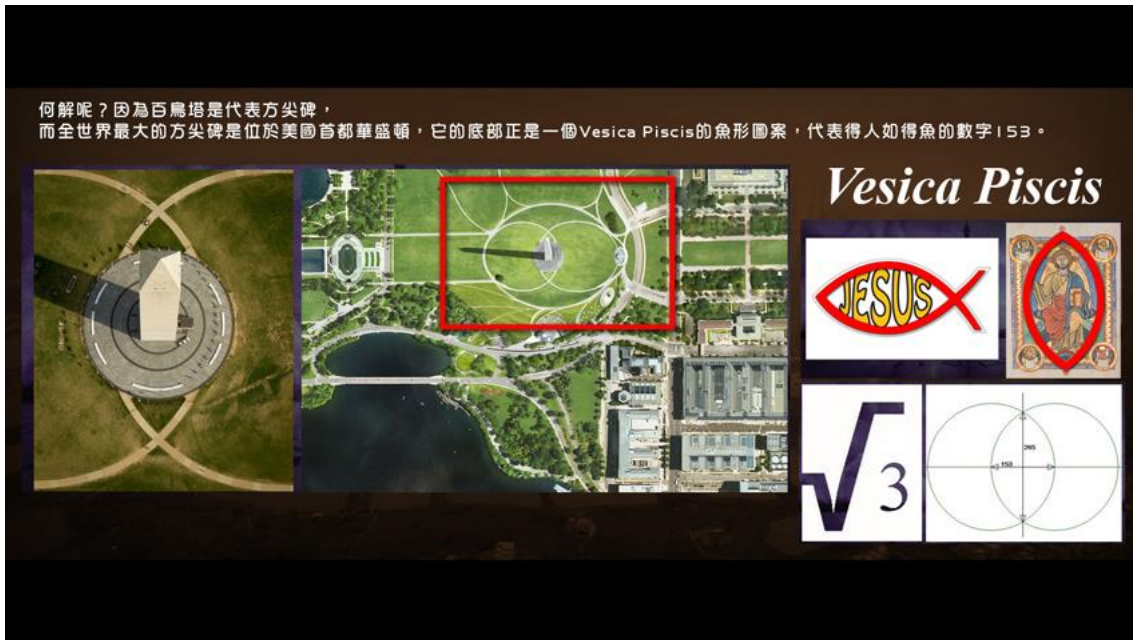 何解呢？因為百鳥塔是代表方尖碑，
而全世界最大的方尖碑是位於美國首都華盛頓，它的底部正是一個Vesica Piscis的魚形圖案，代表得人如得魚的數字153。
Vesica Piscis
JESUS
√3
265
153